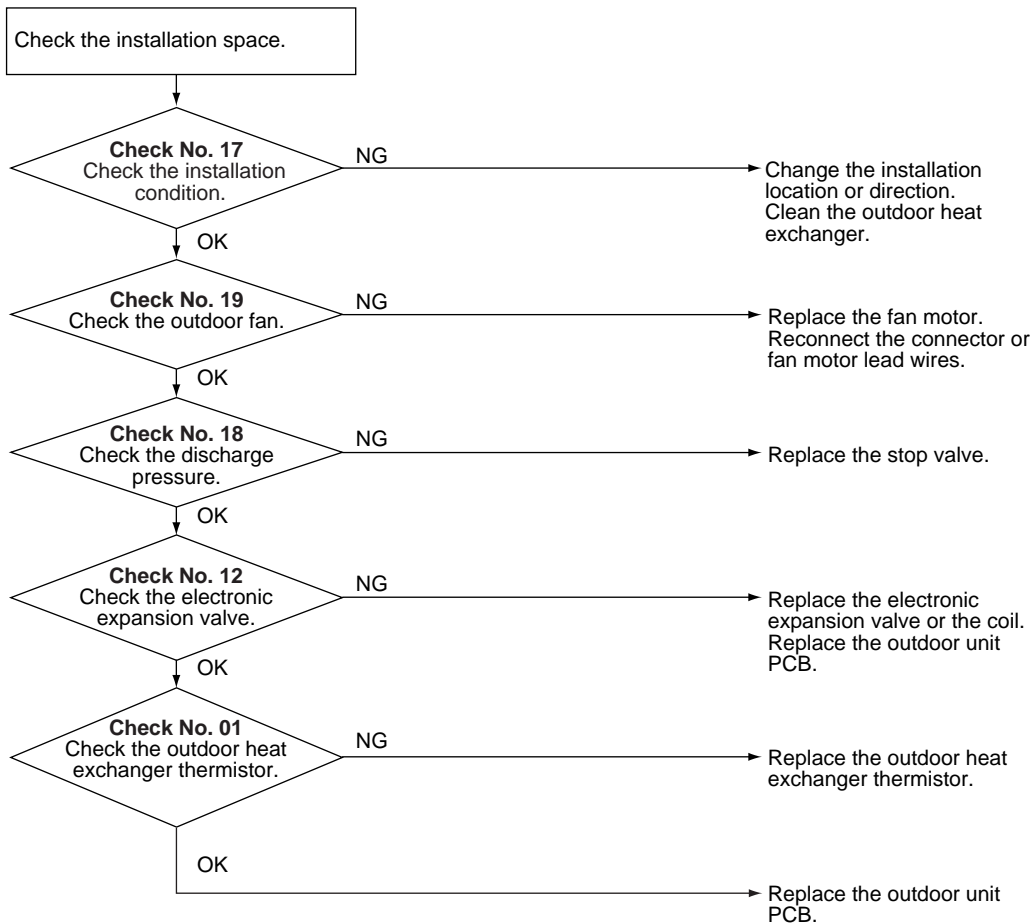 Check the installation space.
Check No. 17
Check the installation
condition.
NG
Change the installation
location or direction.
Clean the outdoor heat
exchanger.
OK
Check No. 19
Check the outdoor fan.
NG
Replace the fan motor.
Reconnect the connector or
fan motor lead wires.
OK
Check No. 18
Check the discharge
pressure.
NG
Replace the stop valve.
OK
Check No. 12
Check the electronic
expansion valve.
NG
Replace the electronic
expansion valve or the coil.
Replace the outdoor unit
PCB.
OK
Check No. 01
Check the outdoor heat
exchanger thermistor.
NG
Replace the outdoor heat
exchanger thermistor.
OK
Replace the outdoor unit
PCB.